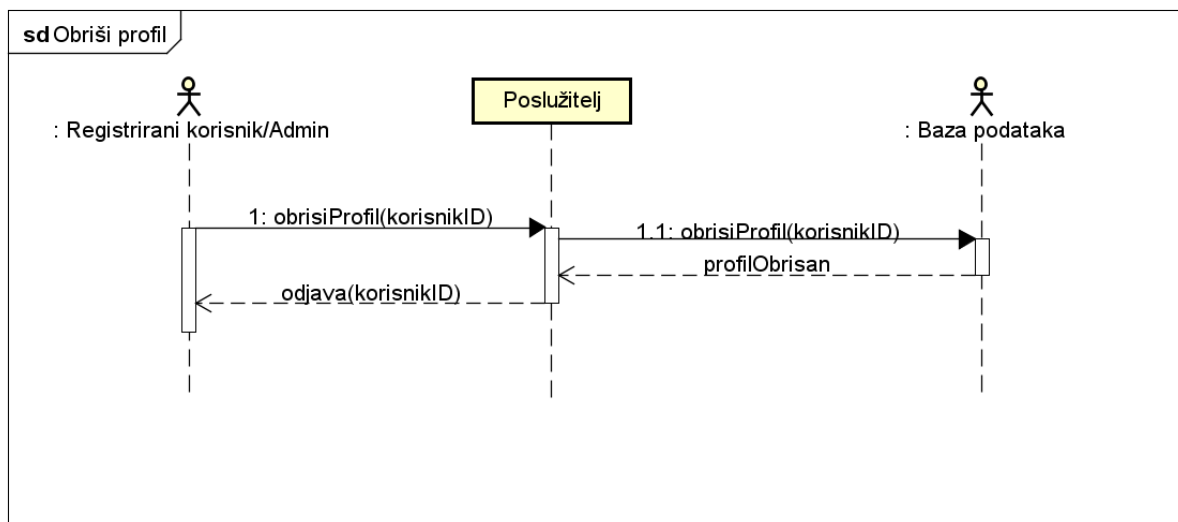 sd Obriši profil
: Registrirani korisnik/Admin
Poslužitelj
: Baza podataka
1: obrisiProfil(korisnikID)
1.1: obrisiProfil(korisnikID)
profilObrisan
odjava(korisnikID)